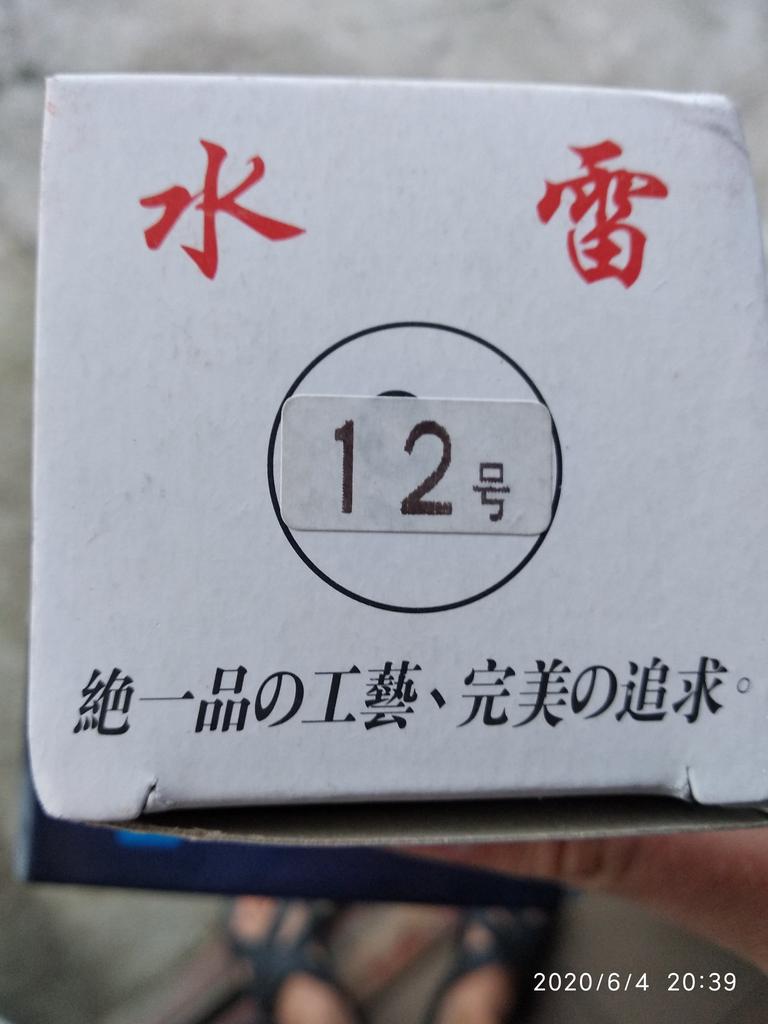 水 雷
12号
絶一品の工藝、完美の追求。
2020/6/4 20:39